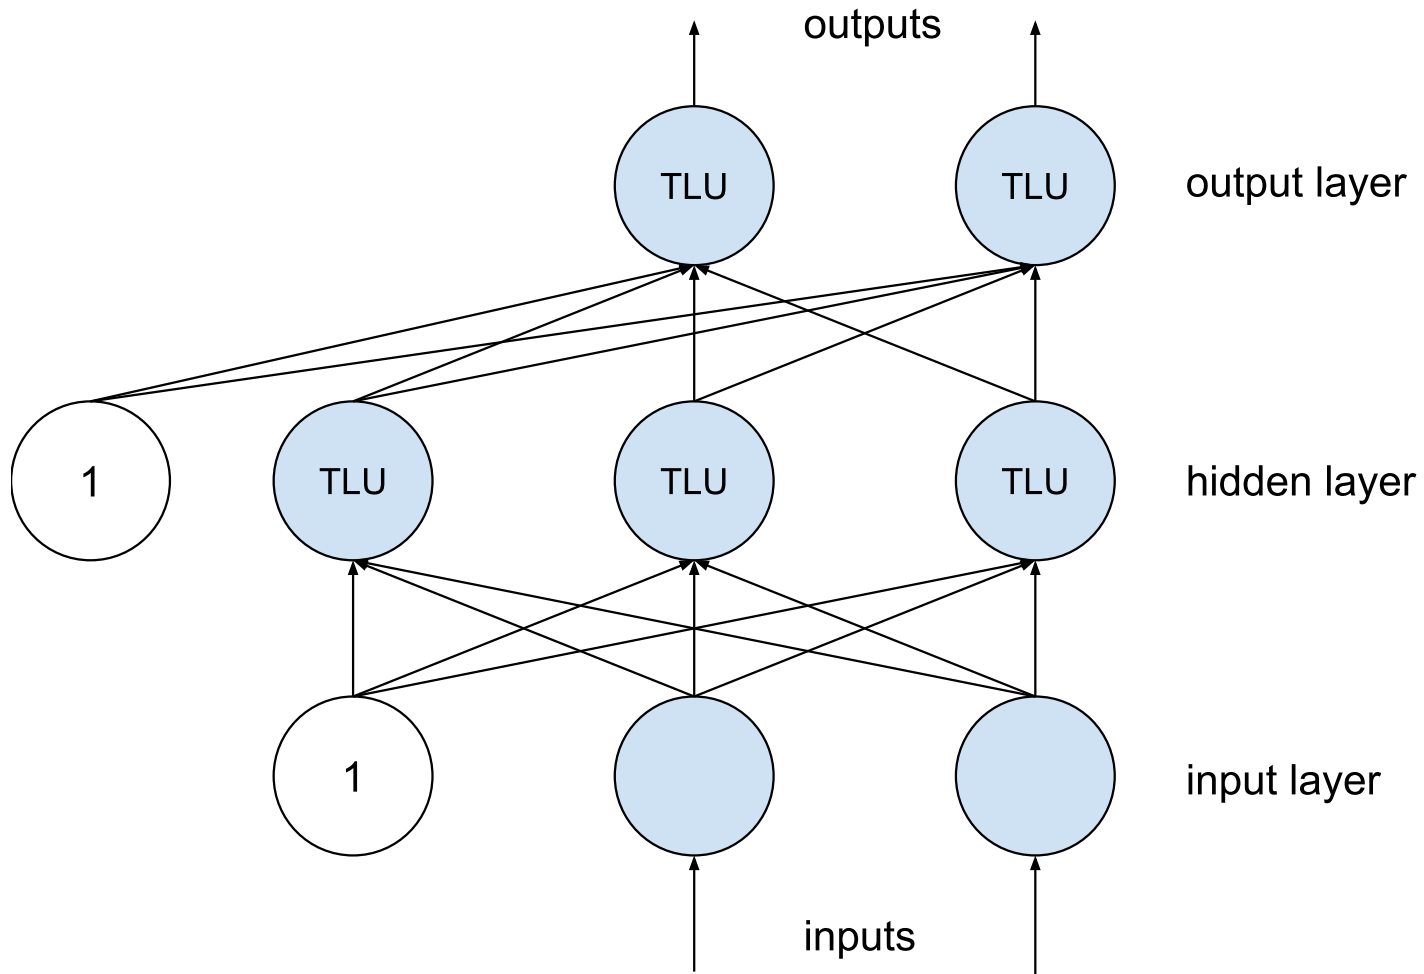 outputs
TLU TLU output layer
1 TLU TLU TLU hidden layer
1 input layer
inputs